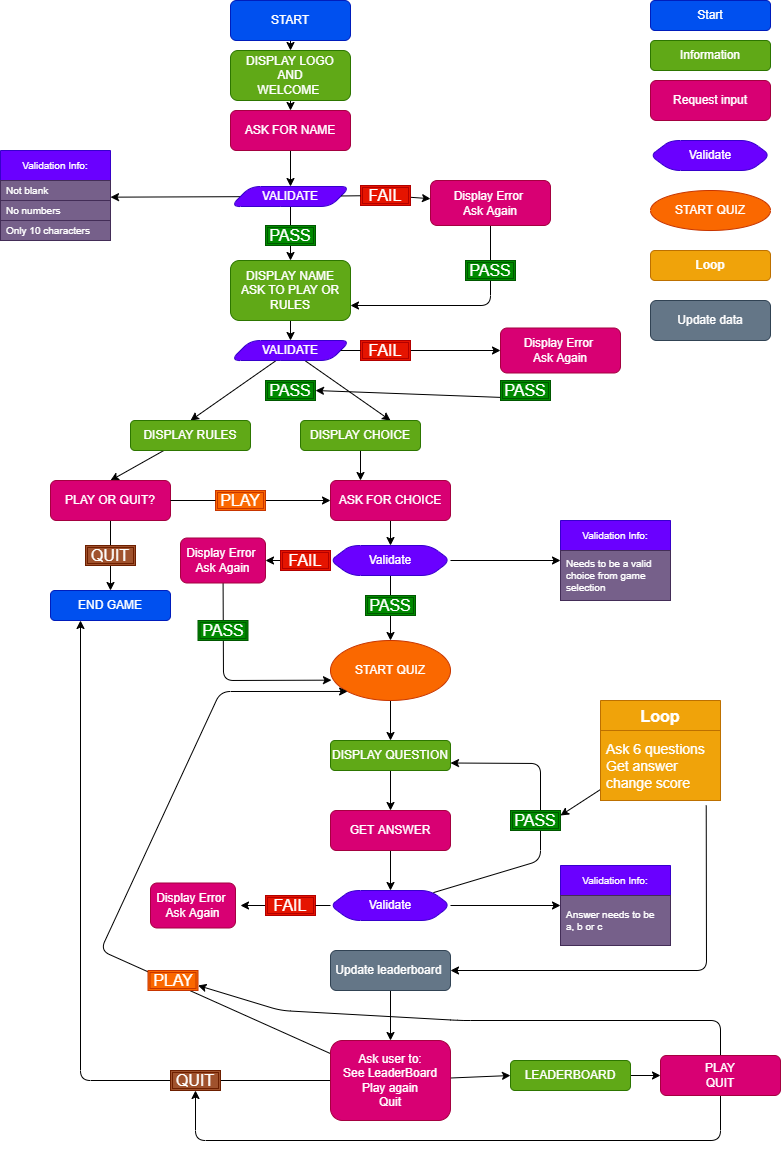 START
DISPLAY LOGO
AND
WELCOME
ASK FOR NAME
Validation Info:
Not blank
No numbers
Only 10 characters
VALIDATE
FAIL
Display Error
Ask Again
PASS
PASS
DISPLAY NAME
ASK TO PLAY OR
RULES
VALIDATE
FAIL
Display Error
Ask Again
PASS
PASS
DISPLAY RULES
DISPLAY CHOICE
PLAY OR QUIT?
PLAY
ASK FOR CHOICE
QUIT
END GAME
Display Error
Ask Again
FAIL
Validate
Validation Info:
Needs to be a valid
choice from game
selection
PASS
PASS
START QUIZ
DISPLAY QUESTION
Loop
Ask 6 questions
Get answer
change score
PASS
GET ANSWER
Display Error
Ask Again
FAIL
Validate
Validation Info:
Answer needs to be
a, b or c
Update leaderboard
PLAY
Ask user to:
See LeaderBoard
Play again
Quit
QUIT
LEADERBOARD
PLAY
QUIT
Start
Information
Request input
Validate
START QUIZ
Loop
Update data